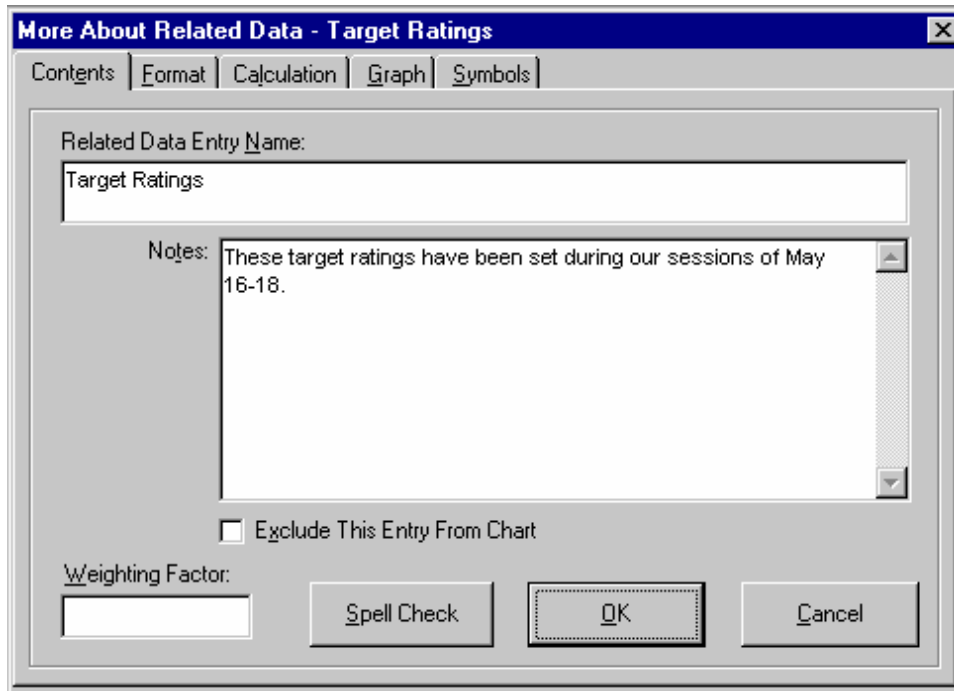 More About Related Data - Target Ratings
Contents Format Calculation Graph Symbols
Related Data Entry Name:
Target Ratings
Notes:
These target ratings have been set during our sessions of May
16-18.
Exclude This Entry From Chart
Weighting Factor:
Spell Check OK Cancel